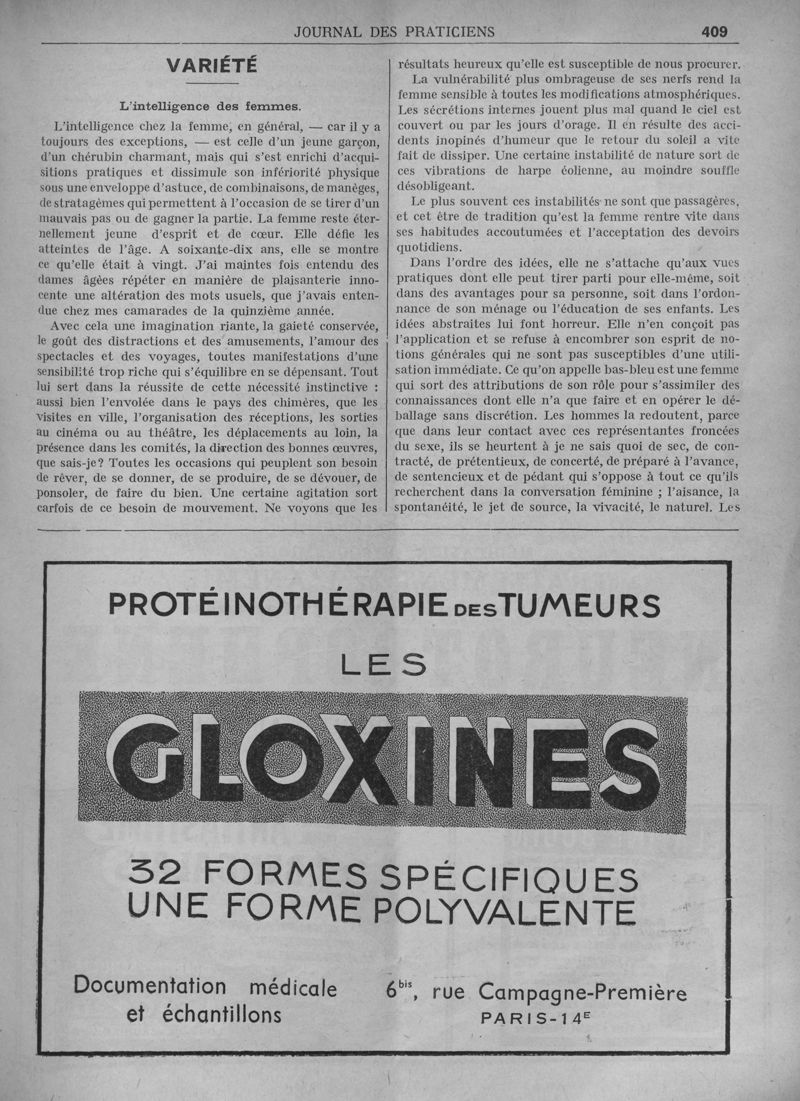 JOURNAL DES PRATICIENS 409
VARIÉTÉ
L'intelligence des femmes.
L'intelligence chez la femme, en général, — car il y a
toujours des exceptions, — est celle d'un jeune garçon,
d'un chérubin charmant, mais qui s'est enrichi d'acqui-
sitions pratiques et dissimule son infériorité physique
sous une enveloppe d'astuce, de combinaisons, de manèges,
de stratagèmes qui permettent à l'occasion de se tirer d'un
mauvais pas ou de gagner la partie. La femme reste éter-
nellement jeune d'esprit et de cœur. Elle défie les
atteintes de l'âge. A soixante-dix ans, elle se montre
ce qu'elle était à vingt. J'ai maintes fois entendu des
dames âgées répéter en manière de plaisanterie inno-
cente une altération des mots usuels, que j'avais enten-
due chez mes camarades de la quinzième année.
Avec cela une imagination riante, la gaieté conservée,
le goût des distractions et des amusements, l'amour des
spectacles et des voyages, toutes manifestations d'une
sensibilité trop riche qui s'équilibre en se dépensant. Tout
lui sert dans la réussite de cette nécessité instinctive :
aussi bien l'envolée dans le pays des chimères, que les
visites en ville, l'organisation des réceptions, les sorties
au cinéma ou au théâtre, les déplacements au loin, la
présence dans les comités, la direction des bonnes œuvres,
que sais-je? Toutes les occasions qui peuplent son besoin
de rêver, de se donner, de se produire, de se dévouer, de
ponsoler, de faire du bien. Une certaine agitation sort
carfois de ce besoin de mouvement. Ne voyons que les
résultats heureux qu'elle est susceptible de nous procurer.
La vulnérabilité plus ombrageuse de ses nerfs rend la
femme sensible à toutes les modifications atmosphériques.
Les sécrétions internes jouent plus mal quand le ciel est
couvert ou par les jours d'orage. Il en résulte des acci-
dents inopinés d'humeur que le retour du soleil a vite
fait de dissiper. Une certaine instabilité de nature sort de
ces vibrations de harpe éolienne, au moindre souffle
désobligeant.
Le plus souvent ces instabilités ne sont que passagères,
et cet être de tradition qu'est la femme rentre vite dans
ses habitudes accoutumées et l'acceptation des devoirs
quotidiens.
Dans l'ordre des idées, elle ne s'attache qu'aux vues
pratiques dont elle peut tirer parti pour elle-même, soit
dans des avantages pour sa personne, soit dans l'ordon-
nance de son ménage ou l'éducation de ses enfants. Les
idées abstraites lui font horreur. Elle n'en conçoit pas
l'application et se refuse à encombrer son esprit de no-
tions générales qui ne sont pas susceptibles d'une utili-
sation immédiate. Ce qu'on appelle bas-bleu est une femme
qui sort des attributions de son rôle pour s'assimiler des
connaissances dont elle n'a que faire et en opérer le dé-
ballage sans discrétion. Les hommes la redoutent, parce
que dans leur contact avec ces représentantes froncées
du sexe, ils se heurtent à je ne sais quoi de sec, de con-
tracté, de prétentieux, de concerté, de préparé à l'avance,
de sentencieux et de pédant qui s'oppose à tout ce qu'ils
recherchent dans la conversation féminine ; l'aisance, la
spontanéité, le jet de source, la vivacité, le naturel. Les
PROTÉINOTHÉRAPIE DES TUMEURS
LES
GLOXINES
32 FORMES SPÉCIFIQUES
UNE FORME POLYVALENTE
Documentation médicale
et échantillons
6bis, rue Campagne-Première
PARIS-14E